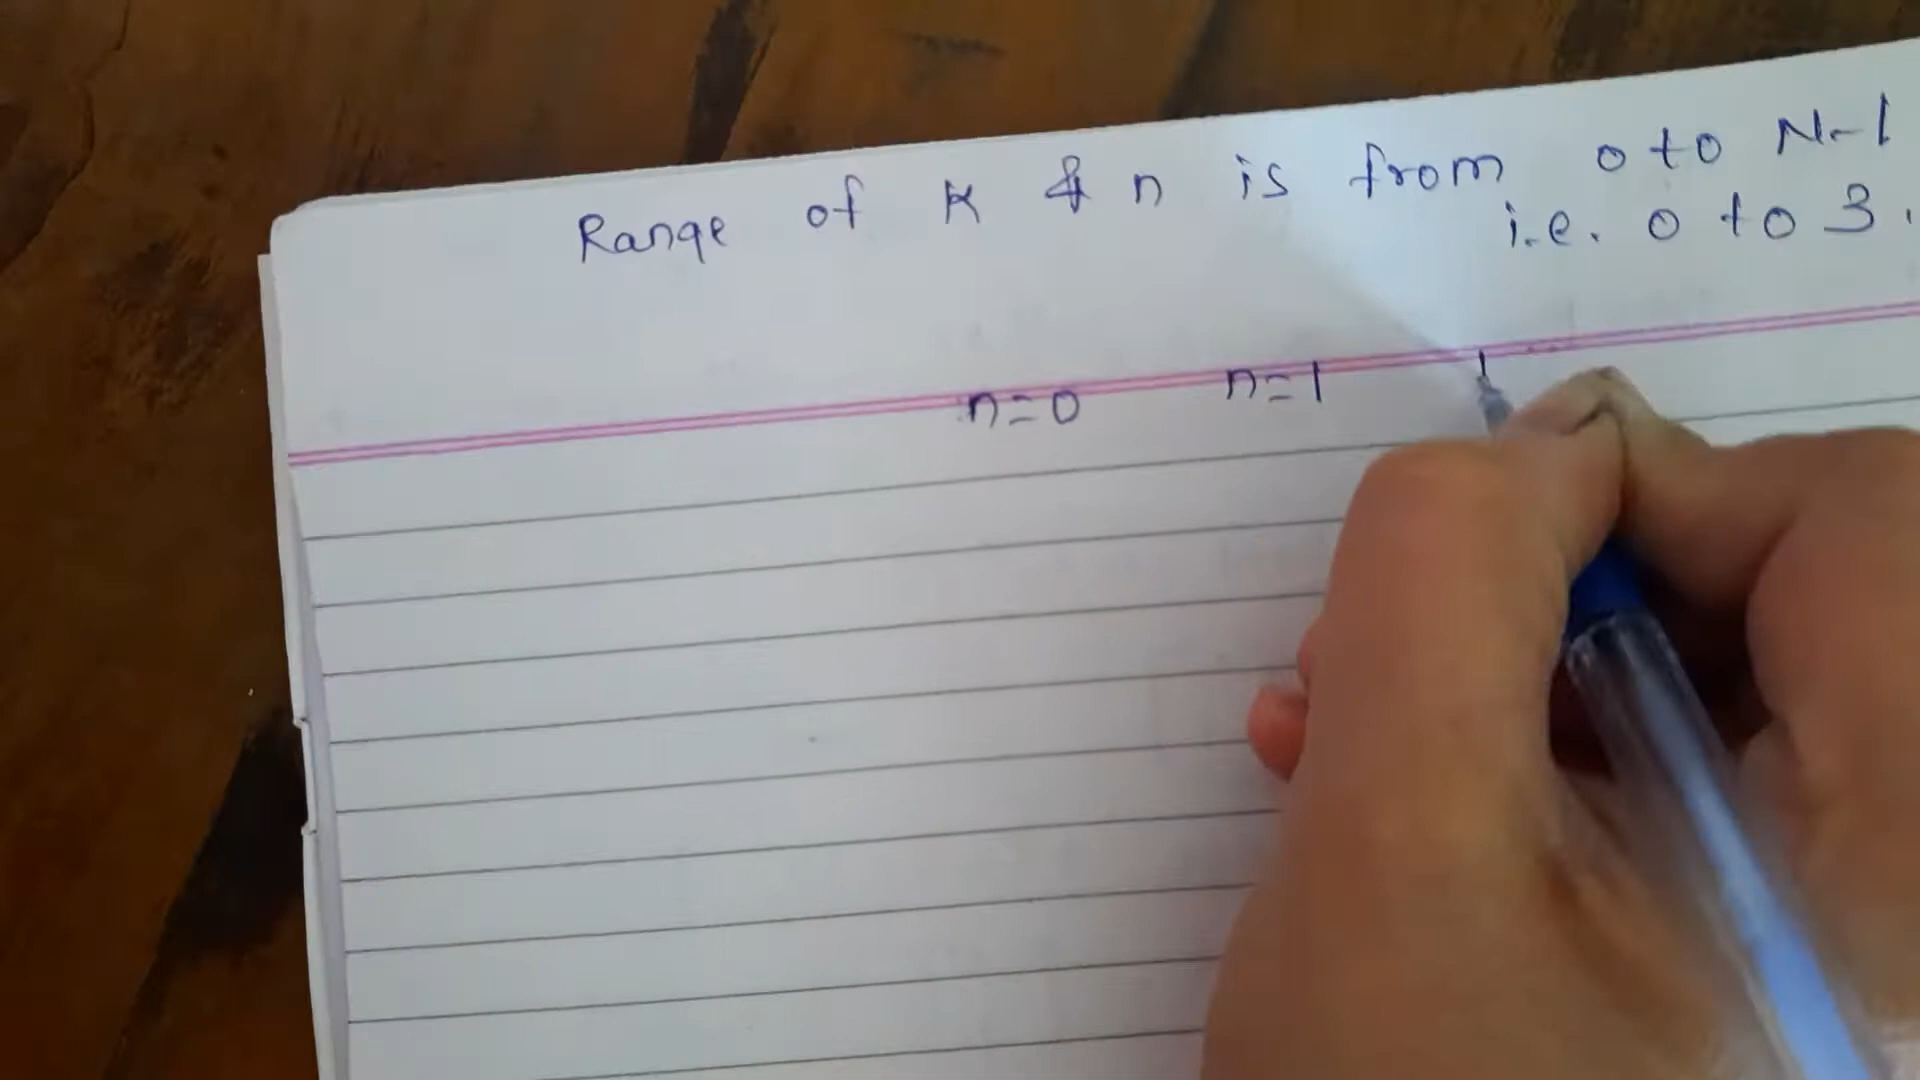 Range of K & n is from 0 to N-1
i.e. 0 to 3.
n=0 n=1